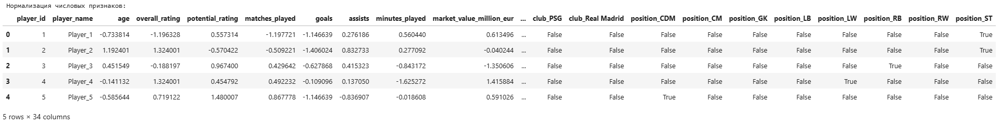 Нормализация числовых признаков:
player_id player_name age overall_rating potential_rating matches_played goals assists minutes_played market_value_million_eur ... club_PSG club_Real Madrid position_CDM position_CM position_GK position_LB position_LW position_RB position_RW position_ST
0 1 Player_1 -0.733814 -1.196328 0.557314 -1.197721 -1.146639 0.276186 0.560440 0.613496 ... False False False False False False False False False True
1 2 Player_2 1.192401 1.324001 -0.570422 -0.509221 -1.406024 0.832733 0.277092 -0.040244 ... False False False False False False False False False True
2 3 Player_3 0.451549 -0.188197 0.967400 0.429642 -0.627868 0.415323 -0.843172 -1.350606 ... False False False False False False False True False False
3 4 Player_4 -0.141132 1.324001 0.454792 0.492232 -0.109096 0.137050 -1.625272 1.415884 ... False False False False False False True False False False
4 5 Player_5 -0.585644 0.719122 1.480007 0.867778 -1.146639 -0.836907 -0.018608 0.591026 ... False False True False False False False False False False
5 rows × 34 columns